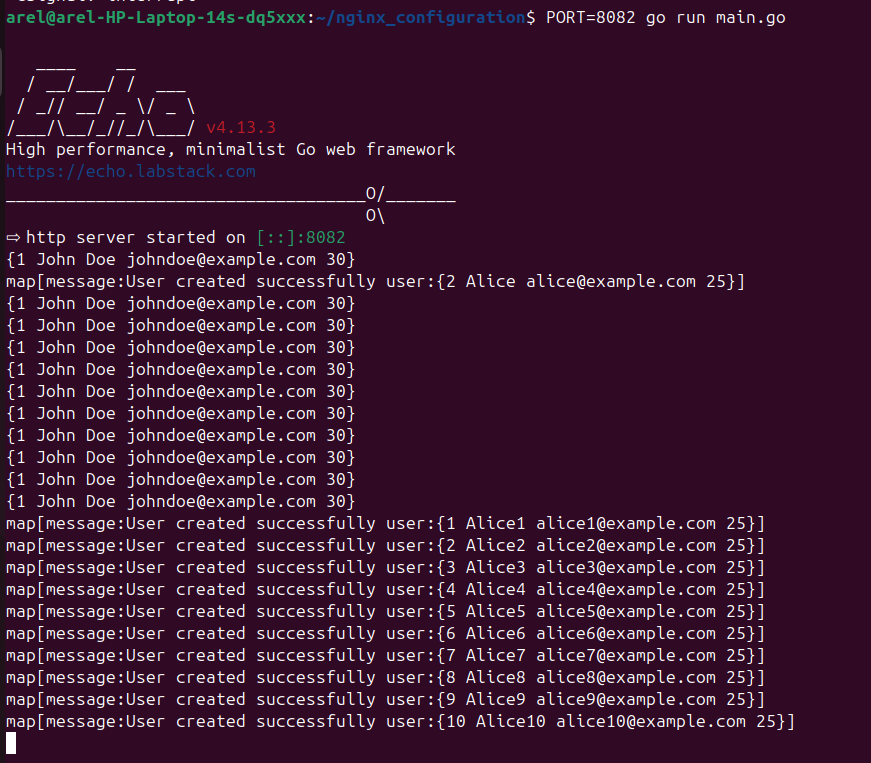 arel@arel-HP-Laptop-14s-dq5xxx:~/nginx_configuration$ PORT=8082 go run main.go
   ____    __
  / __/___/ /  ___
 / _// __/ _ \/ _ \
/___/\__/_//_/\___/ v4.13.3
High performance, minimalist Go web framework
https://echo.labstack.com
____________________________________O/_______
                                    O\
⇨ http server started on [::]:8082
{1 John Doe johndoe@example.com 30}
map[message:User created successfully user:{2 Alice alice@example.com 25}]
{1 John Doe johndoe@example.com 30}
{1 John Doe johndoe@example.com 30}
{1 John Doe johndoe@example.com 30}
{1 John Doe johndoe@example.com 30}
{1 John Doe johndoe@example.com 30}
{1 John Doe johndoe@example.com 30}
{1 John Doe johndoe@example.com 30}
{1 John Doe johndoe@example.com 30}
{1 John Doe johndoe@example.com 30}
{1 John Doe johndoe@example.com 30}
map[message:User created successfully user:{1 Alice1 alice1@example.com 25}]
map[message:User created successfully user:{2 Alice2 alice2@example.com 25}]
map[message:User created successfully user:{3 Alice3 alice3@example.com 25}]
map[message:User created successfully user:{4 Alice4 alice4@example.com 25}]
map[message:User created successfully user:{5 Alice5 alice5@example.com 25}]
map[message:User created successfully user:{6 Alice6 alice6@example.com 25}]
map[message:User created successfully user:{7 Alice7 alice7@example.com 25}]
map[message:User created successfully user:{8 Alice8 alice8@example.com 25}]
map[message:User created successfully user:{9 Alice9 alice9@example.com 25}]
map[message:User created successfully user:{10 Alice10 alice10@example.com 25}]